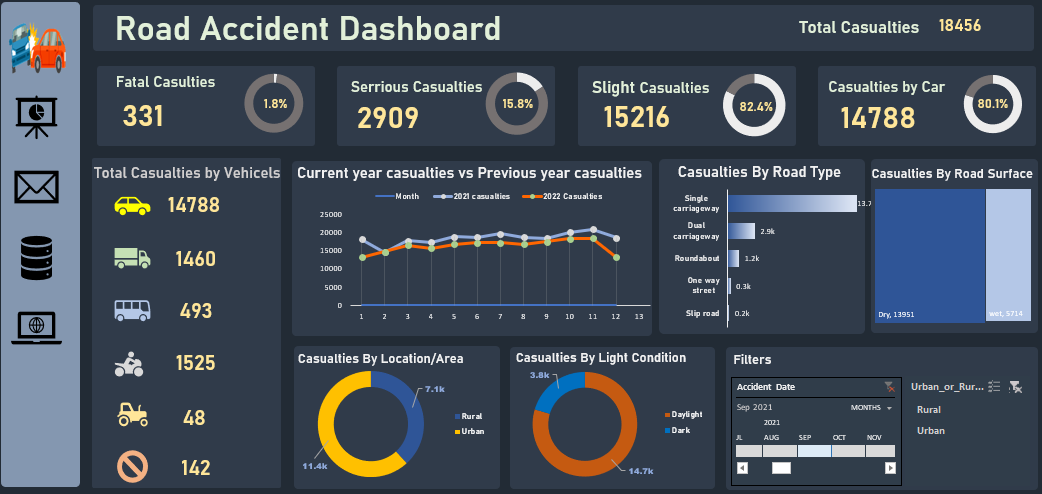 Road Accident Dashboard
Total Casualties 18456
Fatal Casulties
331
1.8%
Serrious Casualties
2909
15.8%
Slight Casualties
15216
82.4%
Casulties by Car
14788
80.1%
Total Casualties by Vehicels
14788
1460
493
1525
48
142
Current year casualties vs Previous year casualties
Month 2021 casualties 2022 Casualties
25000
20000
15000
10000
5000
0
1 2 3 4 5 6 7 8 9 10 11 12 13
Casualties By Road Type
Single
carriageway
13.7
Dual
carriageway
2.9k
Roundabout 1.2k
One way
street
0.3k
Slip road 0.2k
Casualties By Road Surface
Dry, 13951
wet, 5714
Casualties By Location/Area
7.1k
11.4k
Rural
Urban
Casualties By Light Condition
3.8k
14.7k
Daylight
Dark
Filters
Accident Date
Sep 2021 MONTHS
2021
JL AUG SEP OCT NOV
Urban_or_Rur...
Rural
Urban